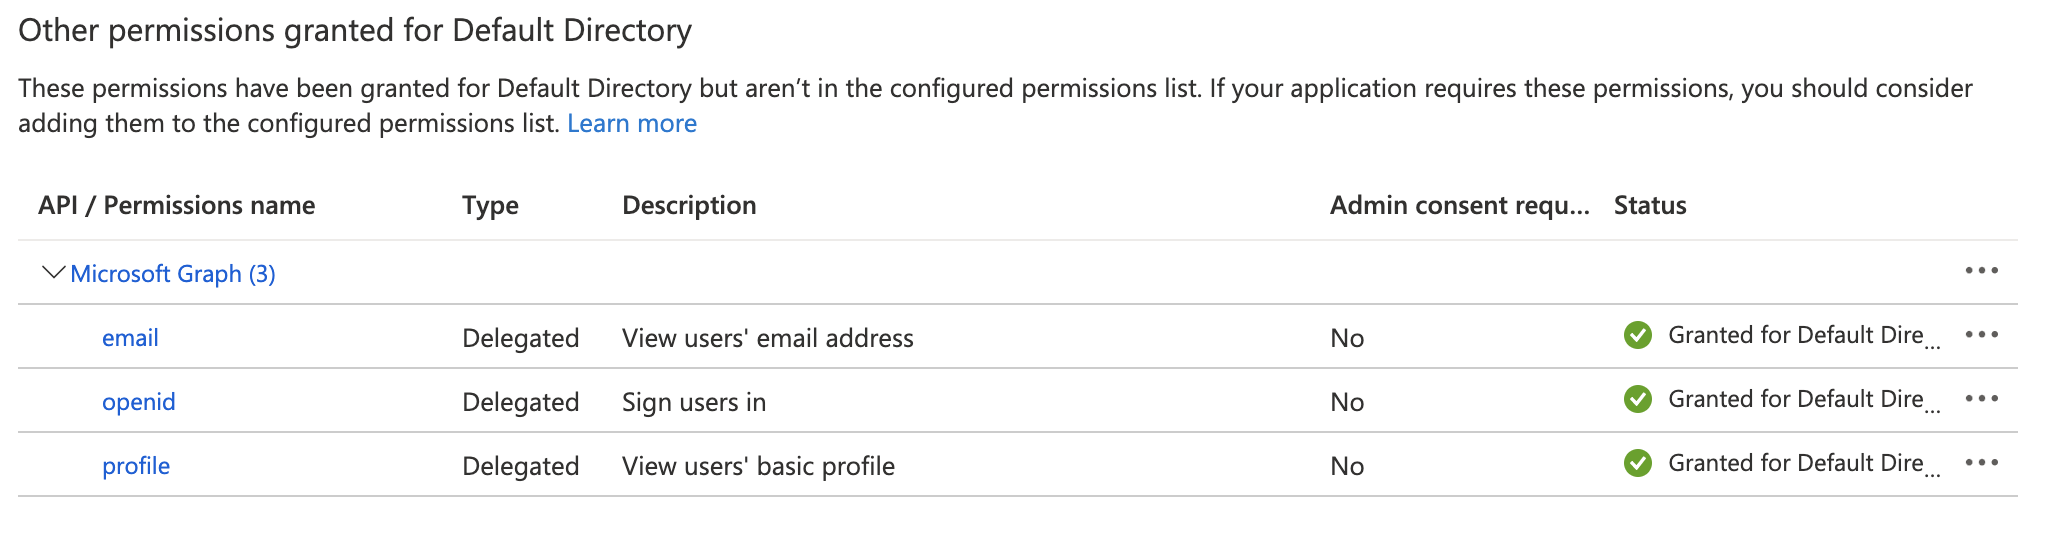 Other permissions granted for Default Directory
These permissions have been granted for Default Directory but aren’t in the configured permissions list. If your application requires these permissions, you should consider
adding them to the configured permissions list. Learn more
API / Permissions name Type Description Admin consent requ... Status
Microsoft Graph (3)
email Delegated View users' email address No Granted for Default Dire...
openid Delegated Sign users in No Granted for Default Dire...
profile Delegated View users' basic profile No Granted for Default Dire...